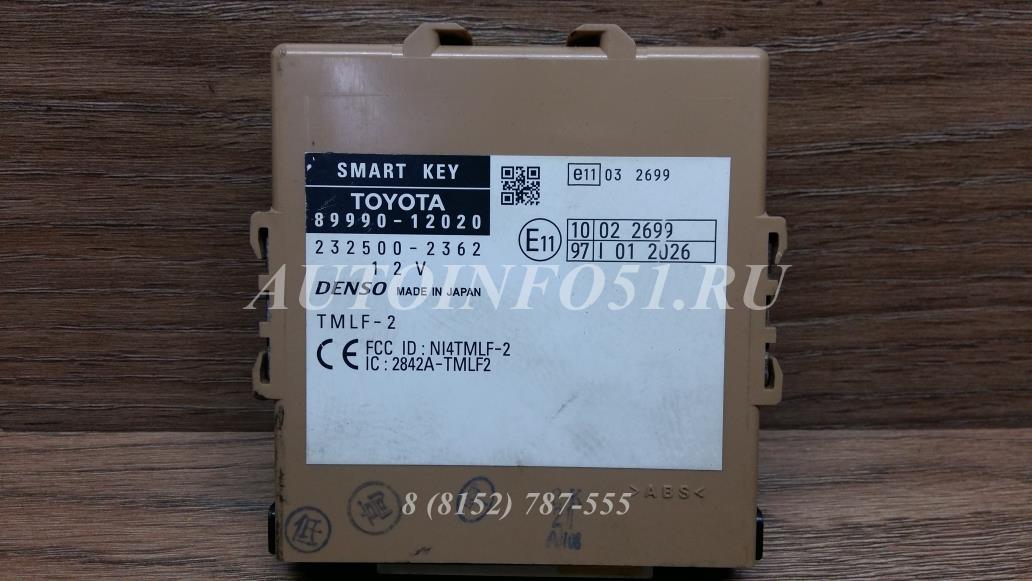 SMART KEY
TOYOTA
89990-12020
232500-2362
12V
DENSO MADE IN JAPAN
TMLF-2
CE FCC ID : NI4TMLF-2
IC : 2842A-TMLF2
e11 03 2699
E11 10 02 2699
97 I 01 2026
AUTOINFO51.RU
8 (8152) 787-555
>ABS<
低